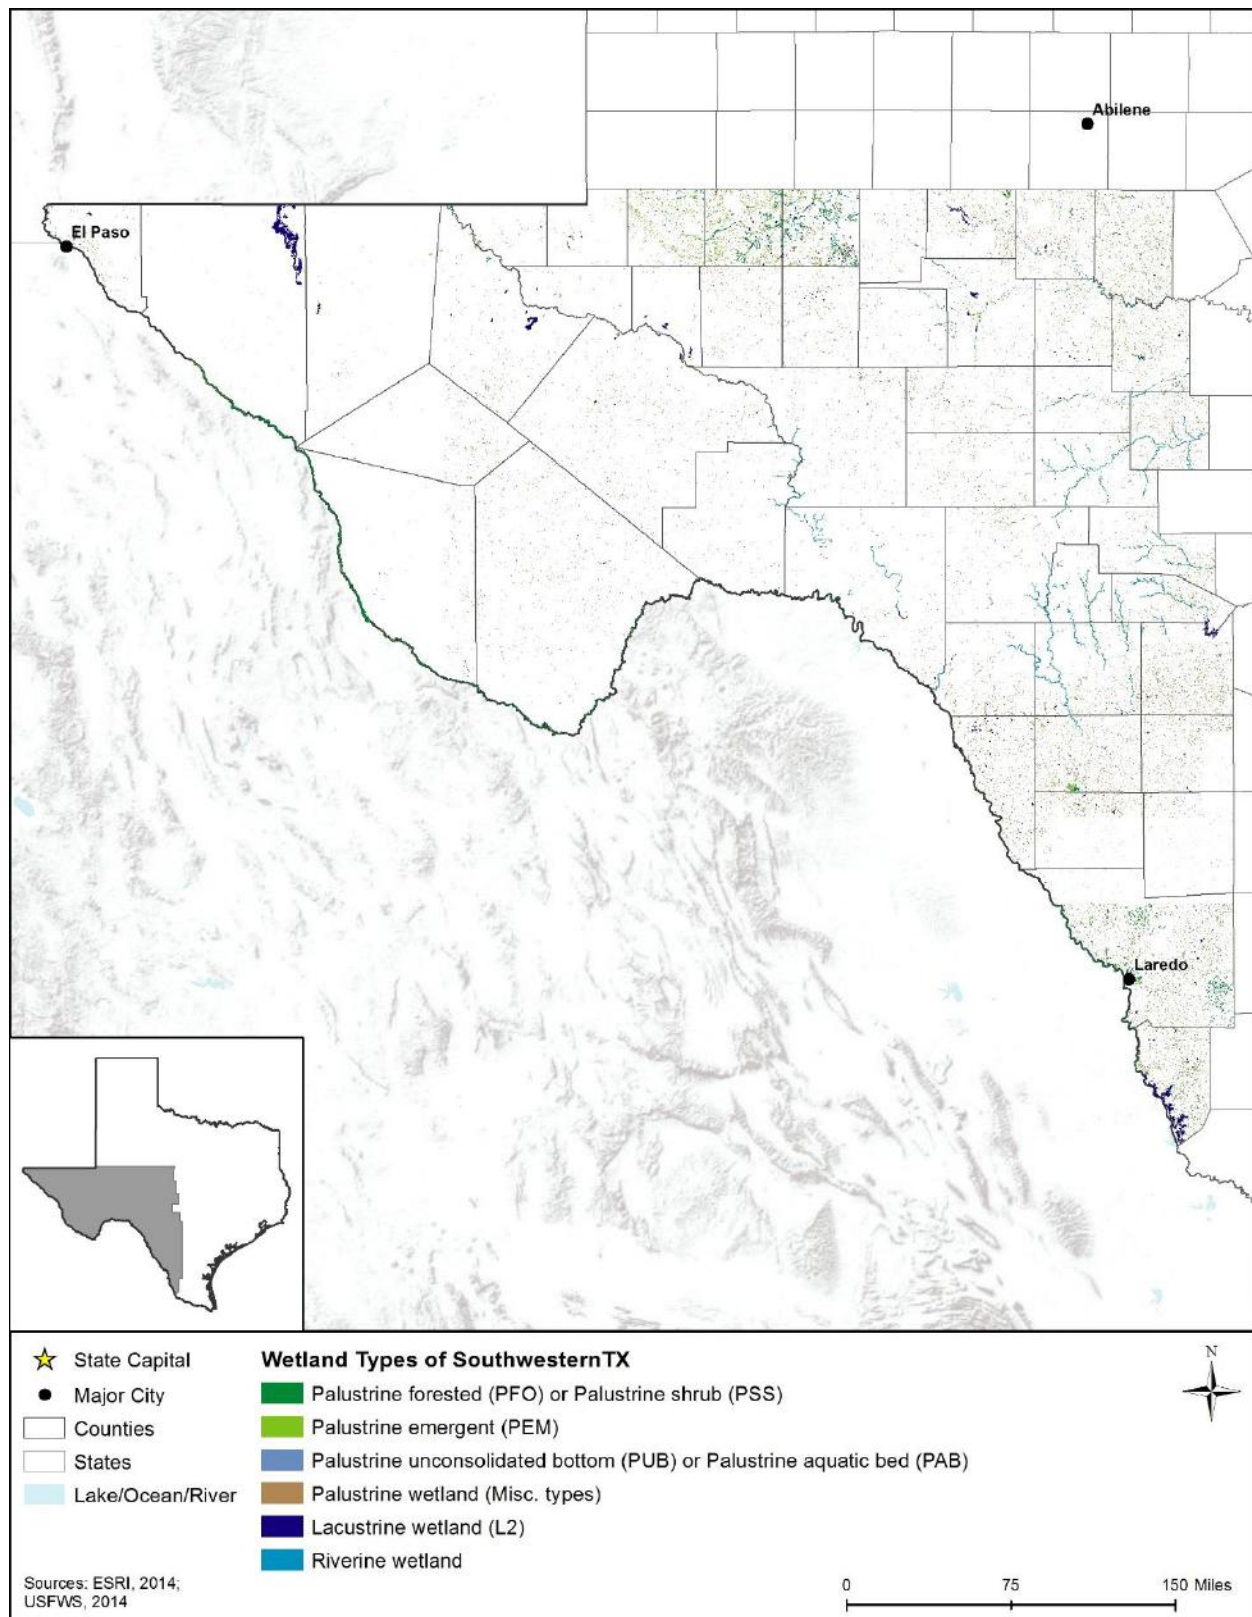 Abilene
El Paso
Laredo
State Capital
Major City
Counties
States
Lake/Ocean/River
Sources: ESRI, 2014;
USFWS, 2014
Wetland Types of SouthwesternTX
Palustrine forested (PFO) or Palustrine shrub (PSS)
Palustrine emergent (PEM)
Palustrine unconsolidated bottom (PUB) or Palustrine aquatic bed (PAB)
Palustrine wetland (Misc. types)
Lacustrine wetland (L2)
Riverine wetland
N
0 75 150 Miles